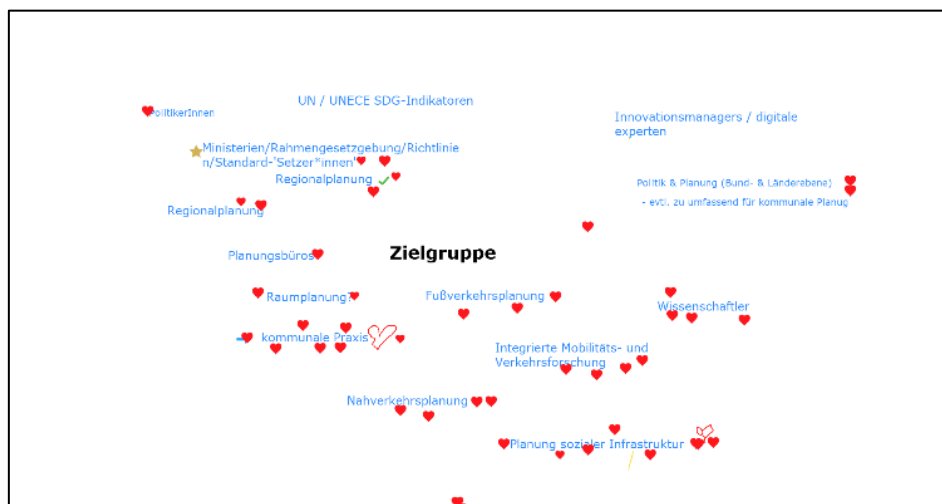 UN / UNECE SDG-Indikatoren
PolitikerInnen
Innovationsmanagers / digitale
experten
Ministerien/Rahmengesetzgebung/Richtlinie
n/Standard-'Setzer*innen'
Regionalplanung
Politik & Planung (Bund- & Länderebene)
- evtl. zu umfassend für kommunale Planug
Regionalplanung
Planungsbüros
Zielgruppe
Raumplanung?
Fußverkehrsplanung
Wissenschaftler
kommunale Praxis
Integrierte Mobilitäts- und
Verkehrsforschung
Nahverkehrsplanung
Planung sozialer Infrastruktur